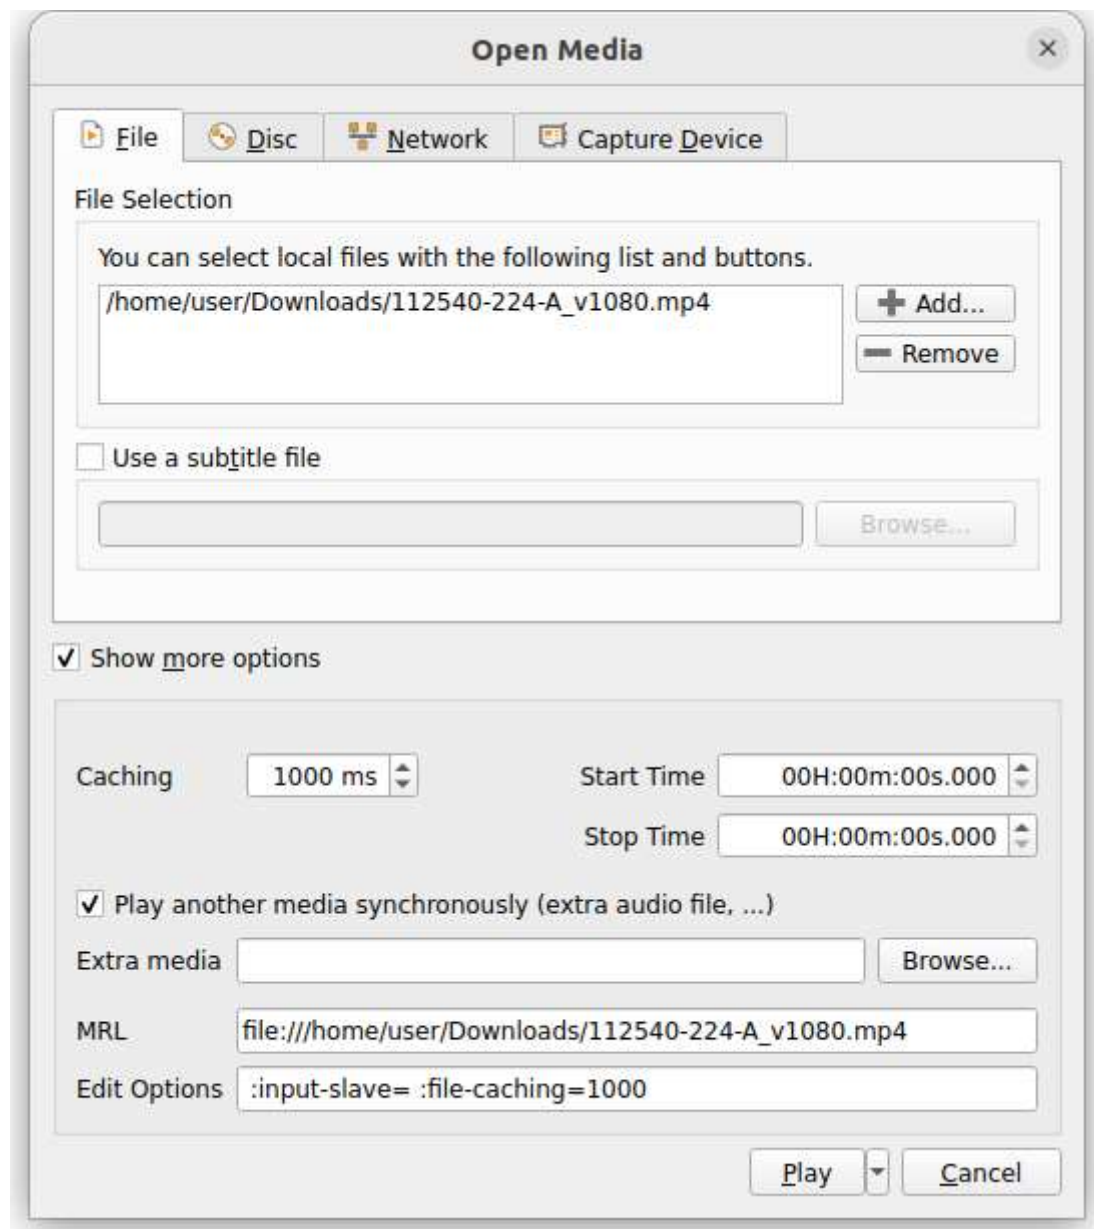 Open Media
File Disc Network Capture Device
File Selection
You can select local files with the following list and buttons.
/home/user/Downloads/112540-224-A_v1080.mp4
Add...
Remove
Use a subtitle file
Browse...
Show more options
Caching 1000 ms Start Time 00H:00m:00s.000
Stop Time 00H:00m:00s.000
Play another media synchronously (extra audio file, ...)
Extra media Browse...
MRL file:///home/user/Downloads/112540-224-A_v1080.mp4
Edit Options :input-slave= :file-caching=1000
Play Cancel